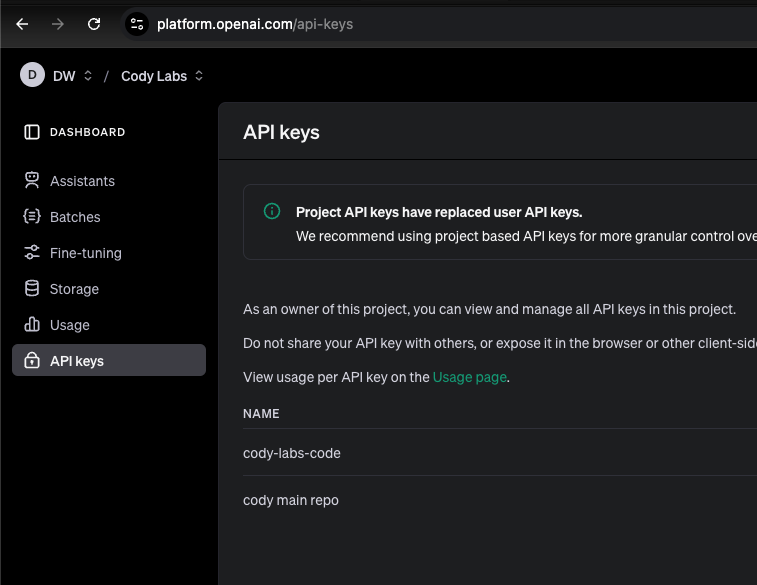 platform.openai.com/api-keys
D DW / Cody Labs
DASHBOARD
Assistants
Batches
Fine-tuning
Storage
Usage
API keys
API keys
Project API keys have replaced user API keys.
We recommend using project based API keys for more granular control
As an owner of this project, you can view and manage all API keys in this project.
Do not share your API key with others, or expose it in the browser or other
View usage per API key on the Usage page.
NAME
cody-labs-code
cody main repo